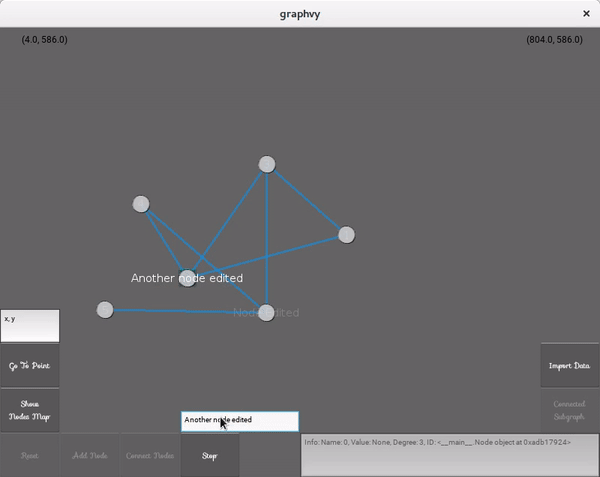 graphvy
(4.0, 586.0)
(804.0, 586.0)
Another node edited
Node edited
x, y
Go To Point
Import Data
Show
Nodes Map
Connected
Subgraph
Another node edited
Reset
Add Node
Connect Nodes
Stop
Info: Name: 0, Value: None, Degree: 3, ID: <__main__.Node object at 0xadb17924>